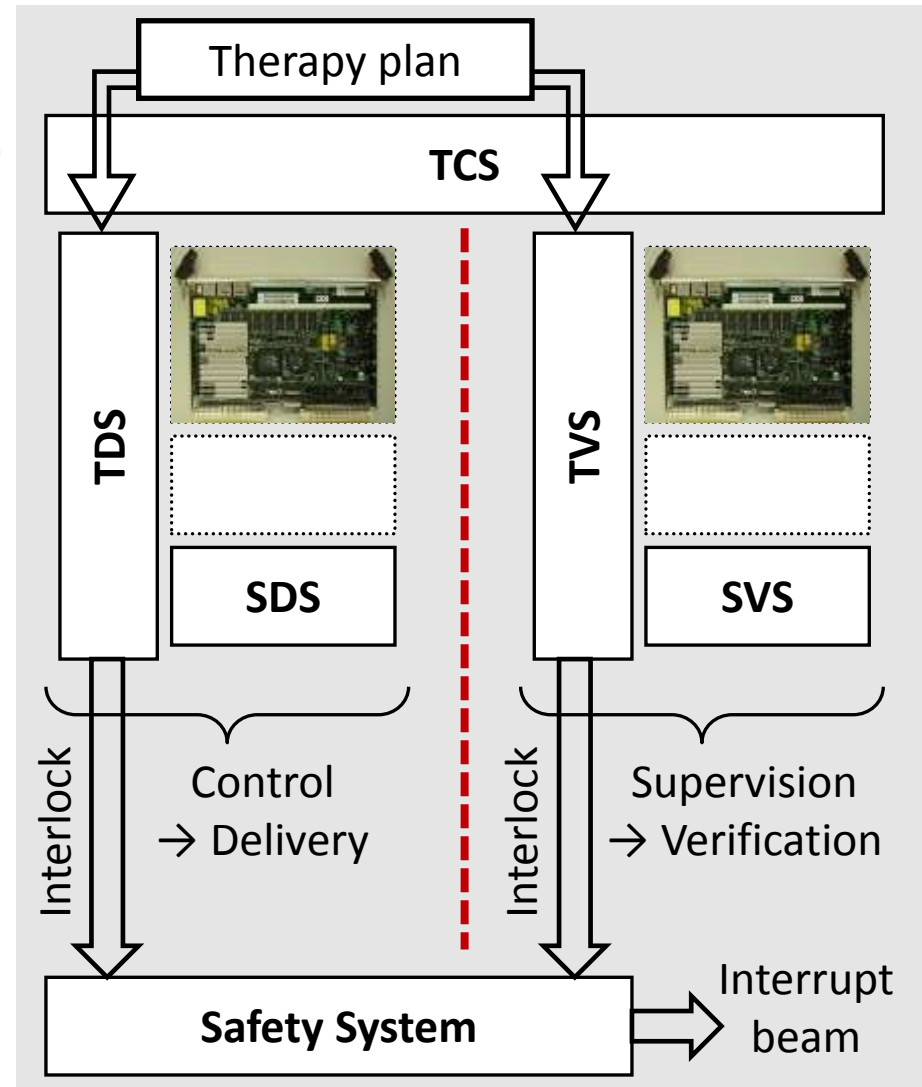 Therapy plan
TCS
TDS
SDS
TVS
SVS
Interlock
Control
→ Delivery
Interlock
Supervision
→ Verification
Safety System
Interrupt
beam